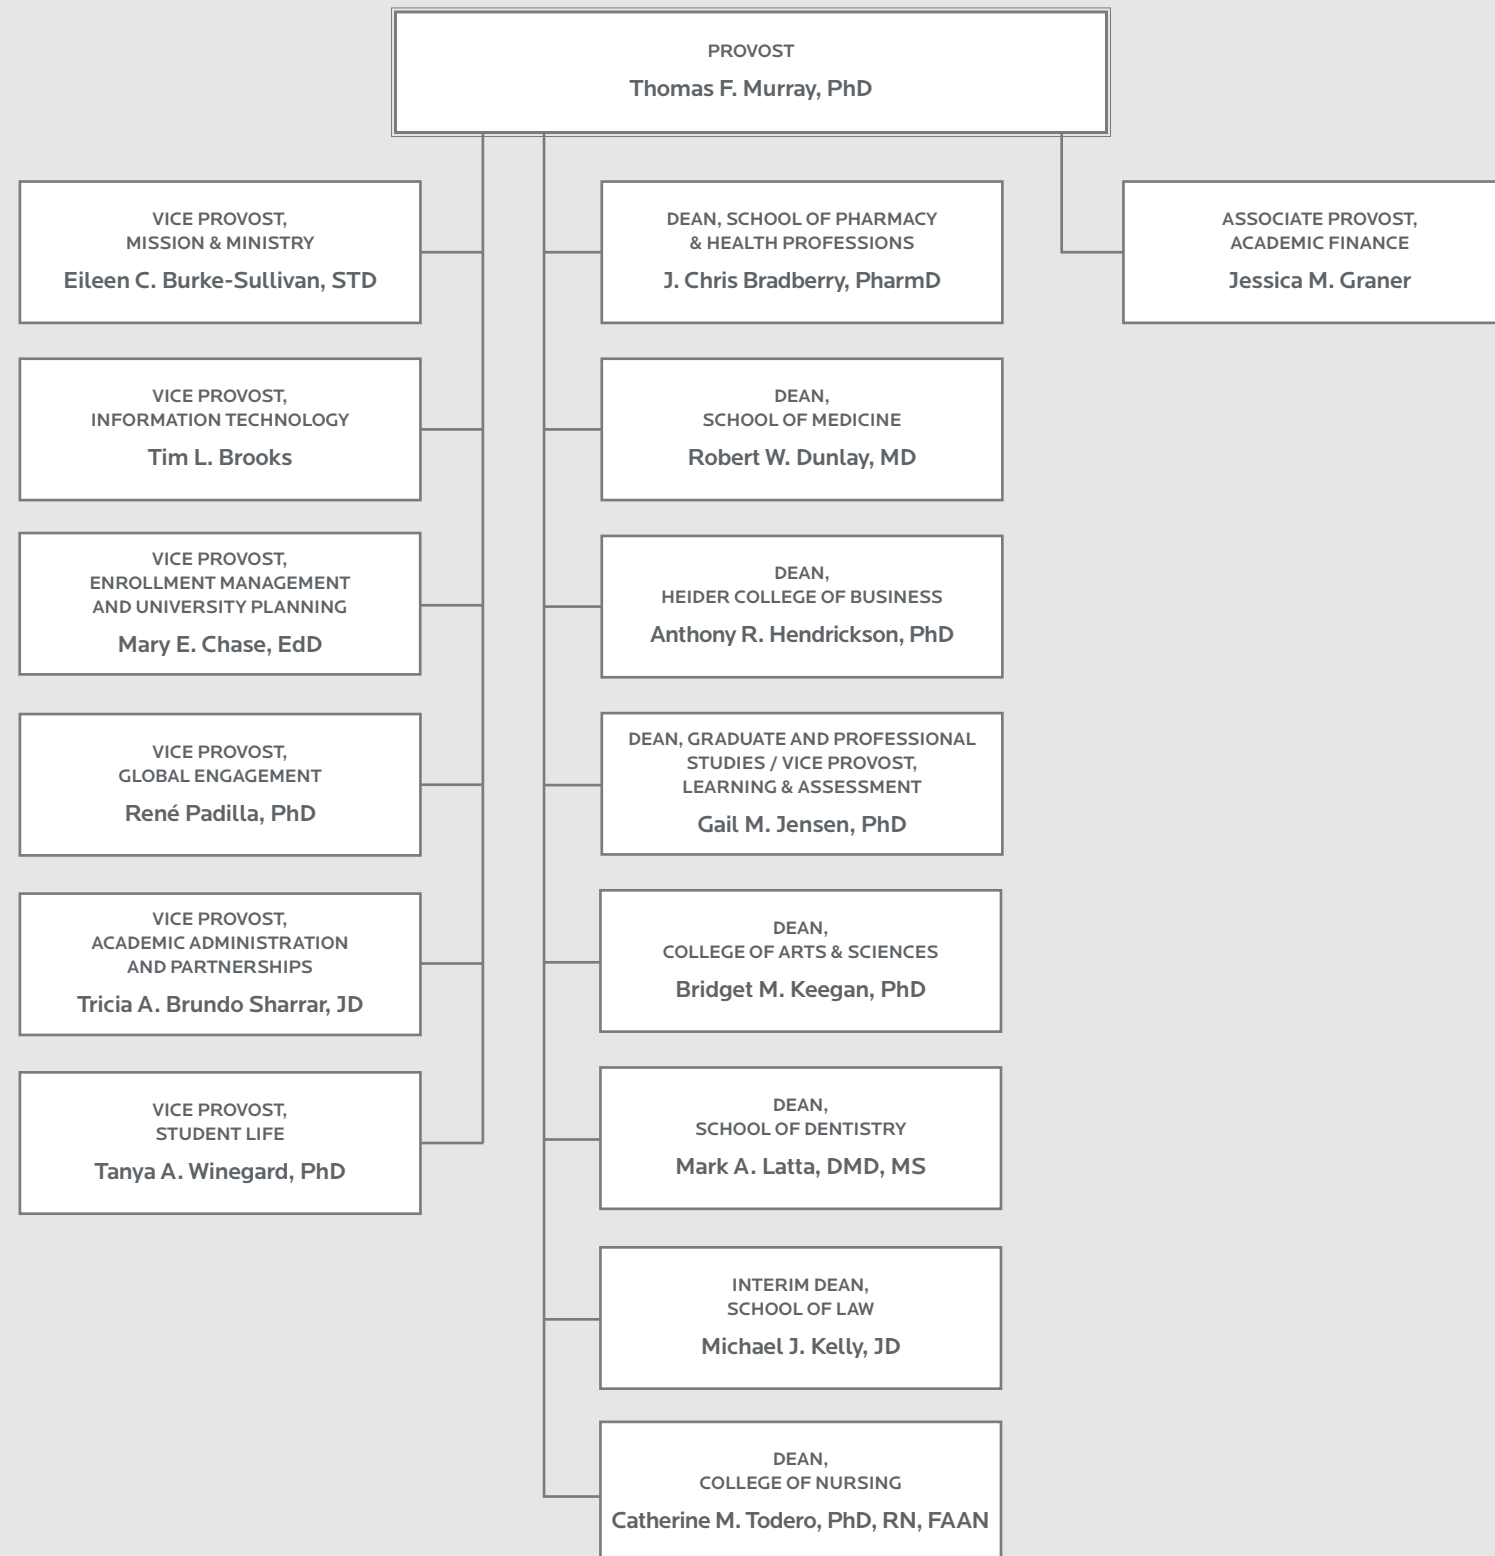 PROVOST
Thomas F. Murray, PhD
VICE PROVOST,
MISSION & MINISTRY
Eileen C. Burke-Sullivan, STD
VICE PROVOST,
INFORMATION TECHNOLOGY
Tim L. Brooks
VICE PROVOST,
ENROLLMENT MANAGEMENT
AND UNIVERSITY PLANNING
Mary E. Chase, EdD
VICE PROVOST,
GLOBAL ENGAGEMENT
René Padilla, PhD
VICE PROVOST,
ACADEMIC ADMINISTRATION
AND PARTNERSHIPS
Tricia A. Brundo Sharrar, JD
VICE PROVOST,
STUDENT LIFE
Tanya A. Winegard, PhD
DEAN, SCHOOL OF PHARMACY
& HEALTH PROFESSIONS
J. Chris Bradberry, PharmD
DEAN,
SCHOOL OF MEDICINE
Robert W. Dunlay, MD
DEAN,
HEIDER COLLEGE OF BUSINESS
Anthony R. Hendrickson, PhD
DEAN, GRADUATE AND PROFESSIONAL
STUDIES / VICE PROVOST,
LEARNING & ASSESSMENT
Gail M. Jensen, PhD
DEAN,
COLLEGE OF ARTS & SCIENCES
Bridget M. Keegan, PhD
DEAN,
SCHOOL OF DENTISTRY
Mark A. Latta, DMD, MS
INTERIM DEAN,
SCHOOL OF LAW
Michael J. Kelly, JD
DEAN,
COLLEGE OF NURSING
Catherine M. Todero, PhD, RN, FAAN
ASSOCIATE PROVOST,
ACADEMIC FINANCE
Jessica M. Graner